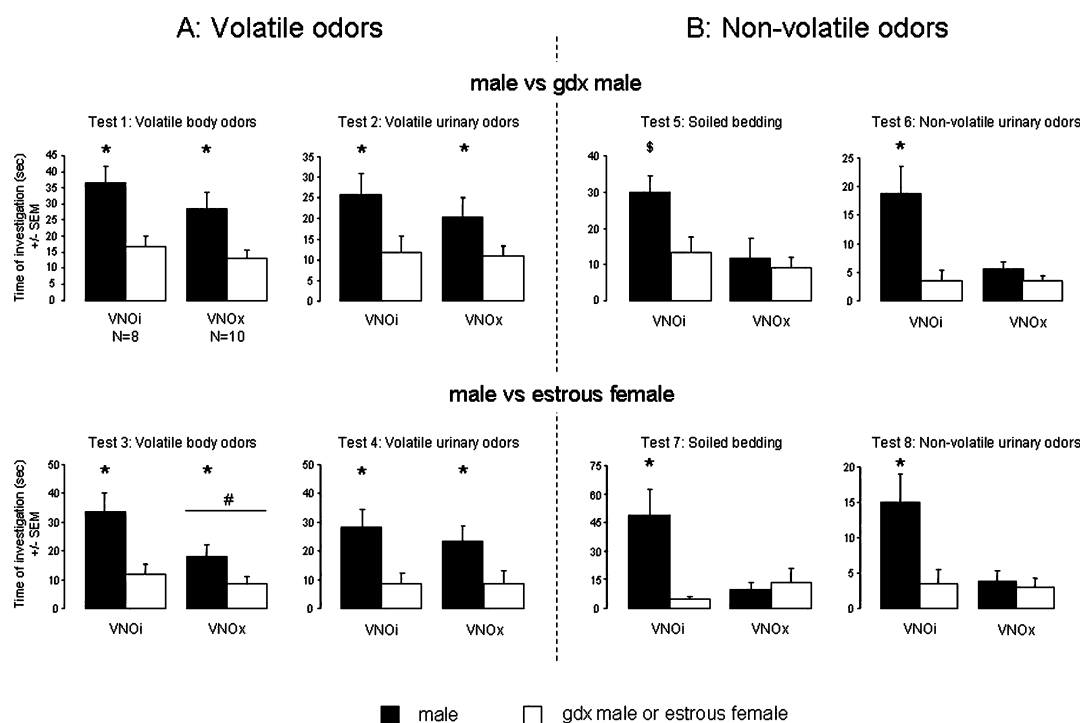 A: Volatile odors
B: Non-volatile odors
male vs gdx male
Test 1: Volatile body odors
Test 2: Volatile urinary odors
Test 5: Soiled bedding
Test 6: Non-volatile urinary odors
Time of investigation (sec)
+/- SEM
45
40
35
30
25
20
15
10
5
0
*
*
VNOi
N=8
VNOx
N=10
35
30
25
20
15
10
5
0
*
*
VNOi
VNOx
40
30
20
10
0
$
VNOi
VNOx
25
20
15
10
5
0
*
VNOi
VNOx
male vs estrous female
Test 3: Volatile body odors
Test 4: Volatile urinary odors
Test 7: Soiled bedding
Test 8: Non-volatile urinary odors
Time of investigation (sec)
+/- SEM
50
40
30
20
10
0
*
*
#
VNOi
VNOx
50
40
30
20
10
0
*
*
VNOi
VNOx
75
60
45
30
15
0
*
VNOi
VNOx
20
15
10
5
0
*
VNOi
VNOx
male
gdx male or estrous female